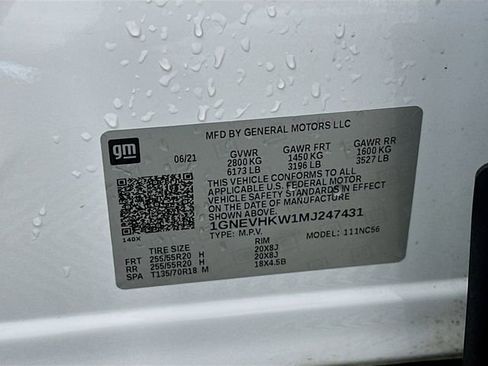 gm
MFD BY GENERAL MOTORS LLC
06/21 GVWR GAWR FRT GAWR RR
2800 KG 1450 KG 1600 KG
6173 LB 3196 LB 3527 LB
THIS VEHICLE CONFORMS TO ALL
APPLICABLE U.S. FEDERAL MOTOR
VEHICLE SAFETY STANDARDS IN EFFECT
ON THE DATE OF MANUFACTURE
SHOWN ABOVE.
1GNEVHKW1MJ247431
140X TYPE: M.P.V. MODEL: 111NC56
TIRE SIZE RIM
FRT 255/55R20 H 20X8J
RR 255/55R20 H 20X8J
SPA T135/70R18 M 18X4.5B